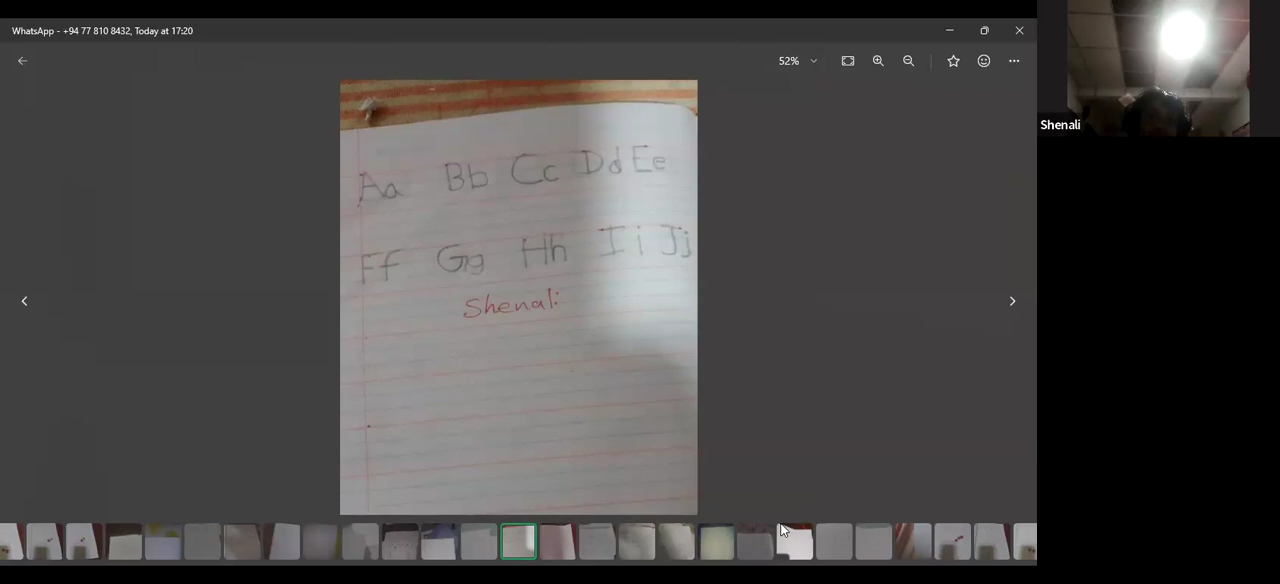 WhatsApp - +94 77 810 8432, Today at 17:20
52%
Aa Bb Cc Dd Ee
Ff Gg Hh Ii Jj
Shenali
Shenali